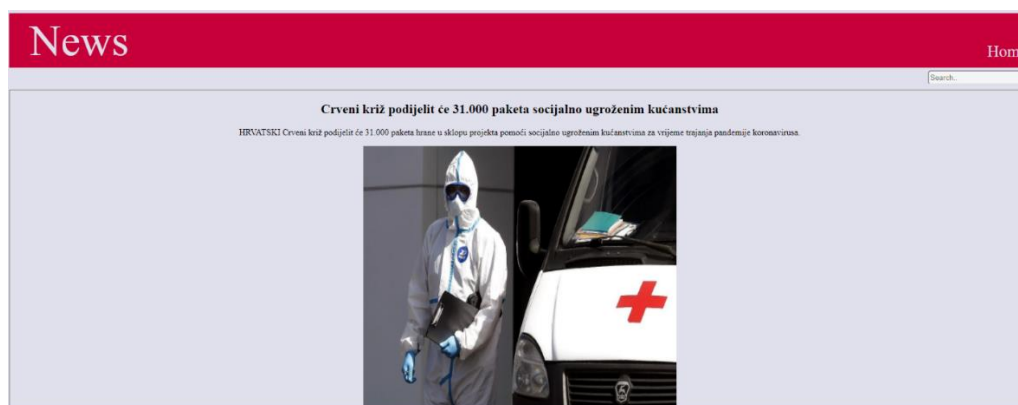 News
Hom
Search..
Crveni križ podijelit će 31.000 paketa socijalno ugroženim kućanstvima
HRVATSKI Crveni križ podijelit će 31.000 paketa hrane u sklopu projekta pomoći socijalno ugroženim kućanstvima za vrijeme trajanja pandemije koronavirusa.